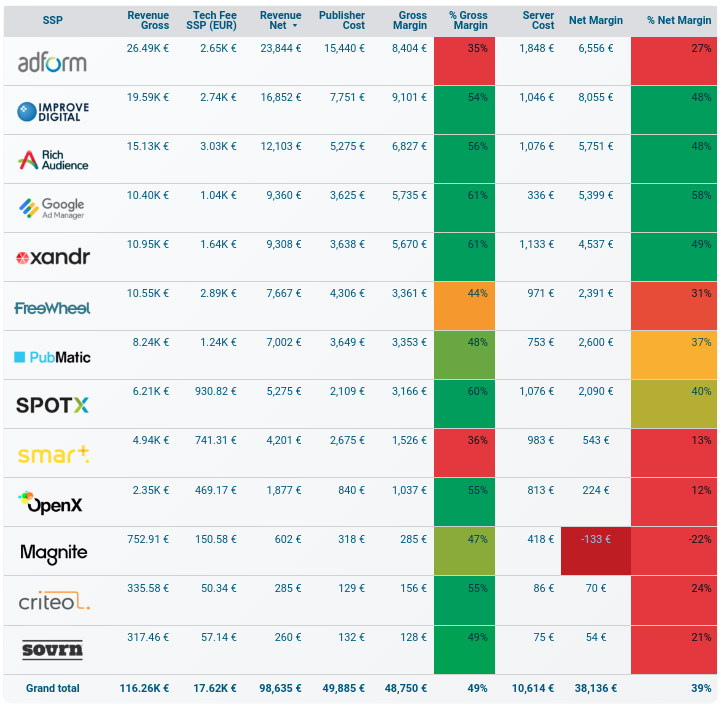 SSP Revenue Gross Tech Fee SSP (EUR) Revenue Net Publisher Cost Gross Margin % Gross Margin Server Cost Net Margin % Net Margin
adform 26.49K € 2.65K € 23,844 € 15,440 € 8,404 € 35% 1,848 € 6,556 € 27%
IMPROVE DIGITAL 19.59K € 2.74K € 16,852 € 7,751 € 9,101 € 54% 1,046 € 8,055 € 48%
Rich Audience 15.13K € 3.03K € 12,103 € 5,275 € 6,827 € 56% 1,076 € 5,751 € 48%
Google Ad Manager 10.40K € 1.04K € 9,360 € 3,625 € 5,735 € 61% 336 € 5,399 € 58%
xandr 10.95K € 1.64K € 9,308 € 3,638 € 5,670 € 61% 1,133 € 4,537 € 49%
FreeWheel 10.55K € 2.89K € 7,667 € 4,306 € 3,361 € 44% 971 € 2,391 € 31%
PubMatic 8.24K € 1.24K € 7,002 € 3,649 € 3,353 € 48% 753 € 2,600 € 37%
SPOTX 6.21K € 930.82 € 5,275 € 2,109 € 3,166 € 60% 1,076 € 2,090 € 40%
smart 4.94K € 741.31 € 4,201 € 2,675 € 1,526 € 36% 983 € 543 € 13%
OpenX 2.35K € 469.17 € 1,877 € 840 € 1,037 € 55% 813 € 224 € 12%
Magnite 752.91 € 150.58 € 602 € 318 € 285 € 47% 418 € -133 € -22%
criteo 335.58 € 50.34 € 285 € 129 € 156 € 55% 86 € 70 € 24%
sovrn 317.46 € 57.14 € 260 € 132 € 128 € 49% 75 € 54 € 21%
Grand total 116.26K € 17.62K € 98,635 € 49,885 € 48,750 € 49% 10,614 € 38,136 € 39%